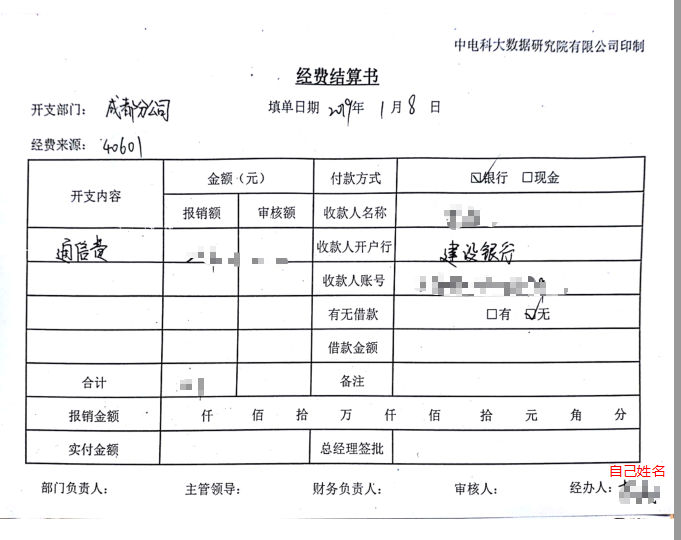 中电科大数据研究院有限公司印制
经费结算书
开支部门： 成都分公司 填单日期 2019年 1月8日
经费来源： 40601
开支内容 金额（元） 付款方式 ☑银行 □现金
报销额 审核额 收款人名称
通信费 收款人开户行 建设银行
收款人账号
有无借款 □有 ☑无
借款金额
合计 备注
报销金额 仟 佰 拾 万 仟 佰 拾 元 角 分
实付金额 总经理签批
自己姓名
部门负责人： 主管领导： 财务负责人： 审核人： 经办人：